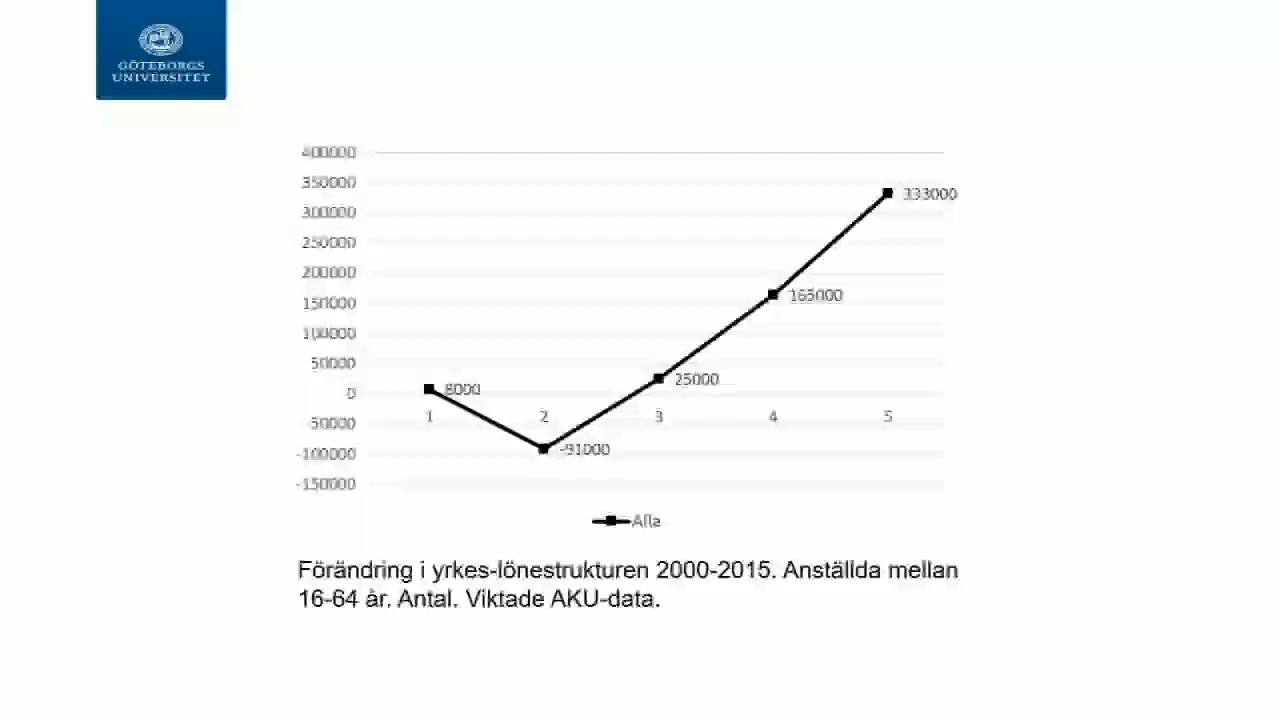 GÖTEBORGS
UNIVERSITET
400000
350000
300000
250000
200000
150000
100000
50000
0
-50000
-100000
-150000
333000
165000
25000
8000
-91000
1 2 3 4 5
Alla
Förändring i yrkes-lönestrukturen 2000-2015. Anställda mellan
16-64 år. Antal. Viktade AKU-data.